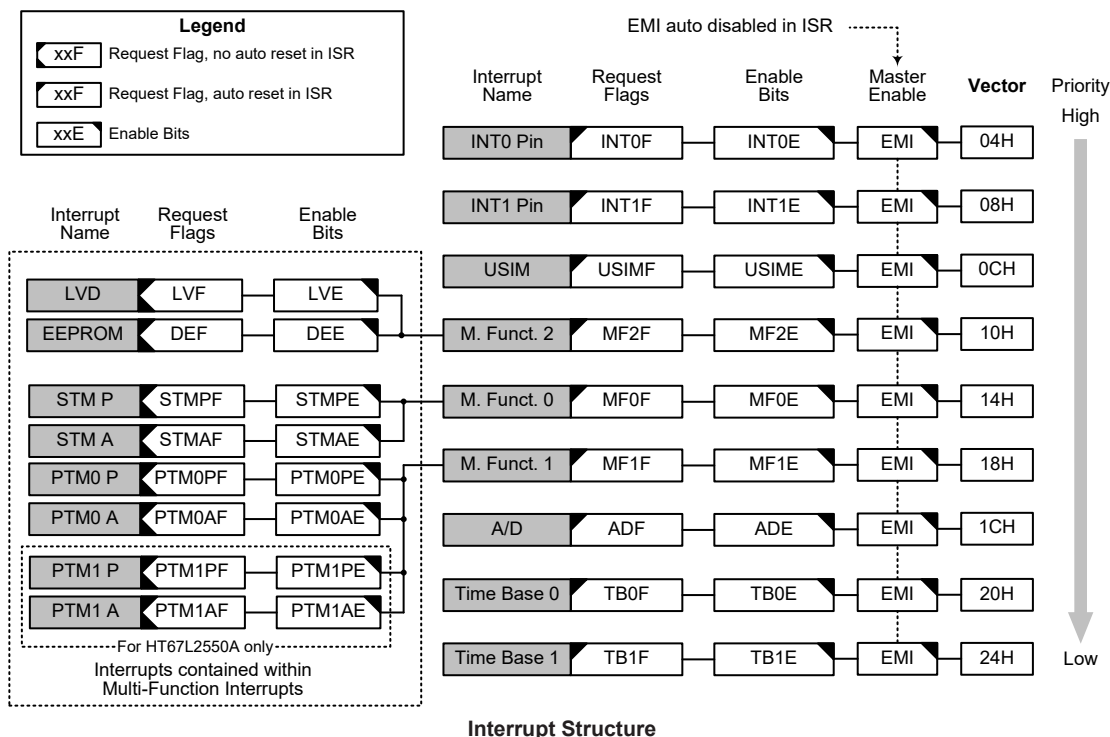 Legend
xxF Request Flag, no auto reset in ISR
xxF Request Flag, auto reset in ISR
xxE Enable Bits
EMI auto disabled in ISR
Interrupt Name
Request Flags
Enable Bits
Master Enable
Vector
Priority
High
INT0 Pin INT0F INT0E EMI 04H
INT1 Pin INT1F INT1E EMI 08H
USIM USIMF USIME EMI 0CH
M. Funct. 2 MF2F MF2E EMI 10H
M. Funct. 0 MF0F MF0E EMI 14H
M. Funct. 1 MF1F MF1E EMI 18H
A/D ADF ADE EMI 1CH
Time Base 0 TB0F TB0E EMI 20H
Time Base 1 TB1F TB1E EMI 24H
Low
Interrupt Name
Request Flags
Enable Bits
LVD LVF LVE
EEPROM DEF DEE
STM P STMPF STMPE
STM A STMAF STMAE
PTM0 P PTM0PF PTM0PE
PTM0 A PTM0AF PTM0AE
PTM1 P PTM1PF PTM1PE
PTM1 A PTM1AF PTM1AE
For HT67L2550A only
Interrupts contained within
Multi-Function Interrupts
Interrupt Structure